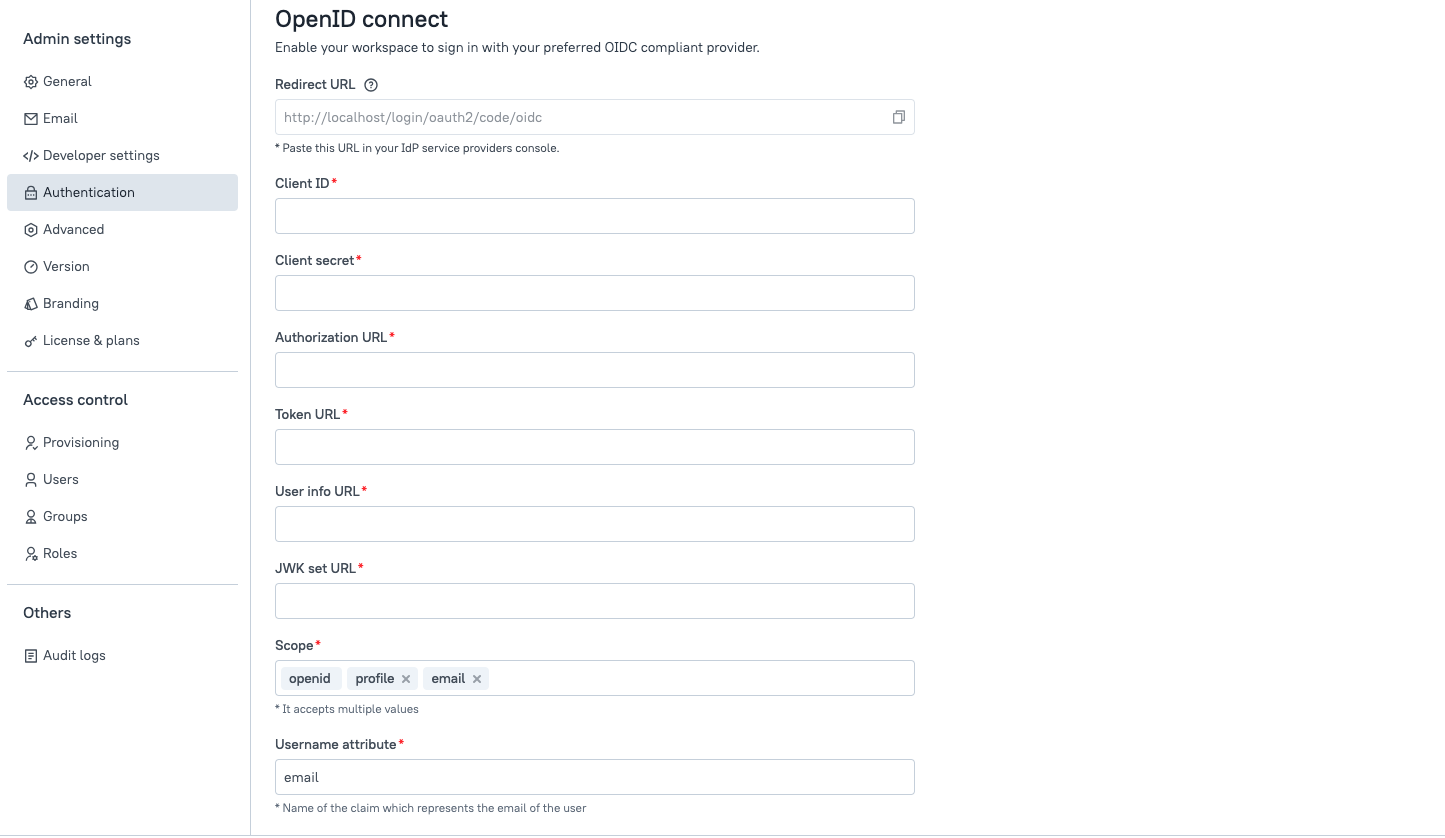 Admin settings
General
Email
Developer settings
Authentication
Advanced
Version
Branding
License & plans
Access control
Provisioning
Users
Groups
Roles
Others
Audit logs
OpenID connect
Enable your workspace to sign in with your preferred OIDC compliant provider.
Redirect URL
http://localhost/login/oauth2/code/oidc
* Paste this URL in your IdP service providers console.
Client ID*
Client secret*
Authorization URL*
Token URL*
User info URL*
JWK set URL*
Scope*
openid profile email
* It accepts multiple values
Username attribute*
email
* Name of the claim which represents the email of the user